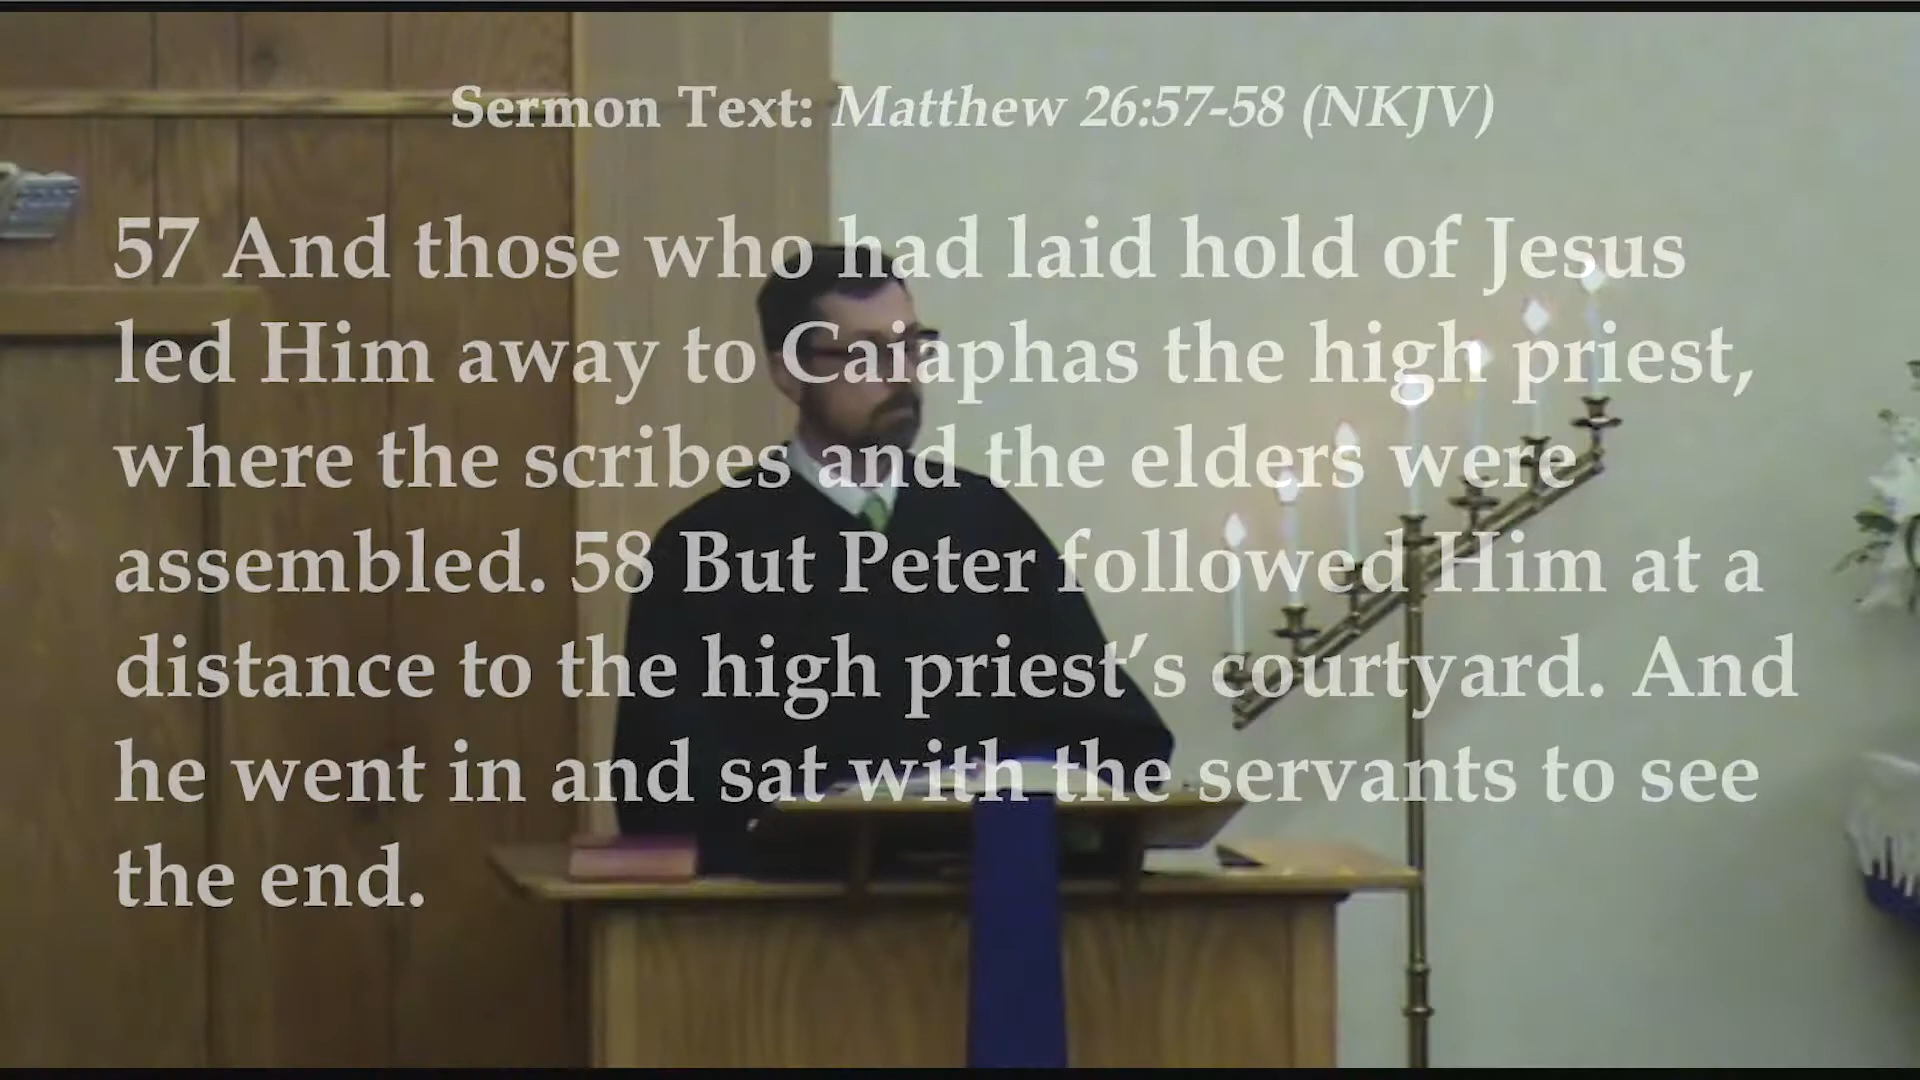 Sermon Text: Matthew 26:57-58 (NKJV)
57 And those who had laid hold of Jesus
led Him away to Caiaphas the high priest,
where the scribes and the elders were
assembled. 58 But Peter followed Him at a
distance to the high priest’s courtyard. And
he went in and sat with the servants to see
the end.